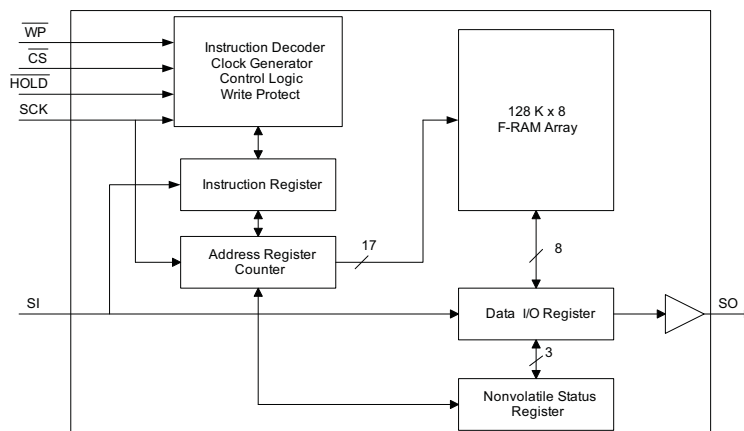 WP
CS
HOLD
SCK
Instruction Decoder
Clock Generator
Control Logic
Write Protect
128 K x 8
F-RAM Array
Instruction Register
Address Register
Counter
17
8
SI
Data I/O Register
SO
3
Nonvolatile Status
Register